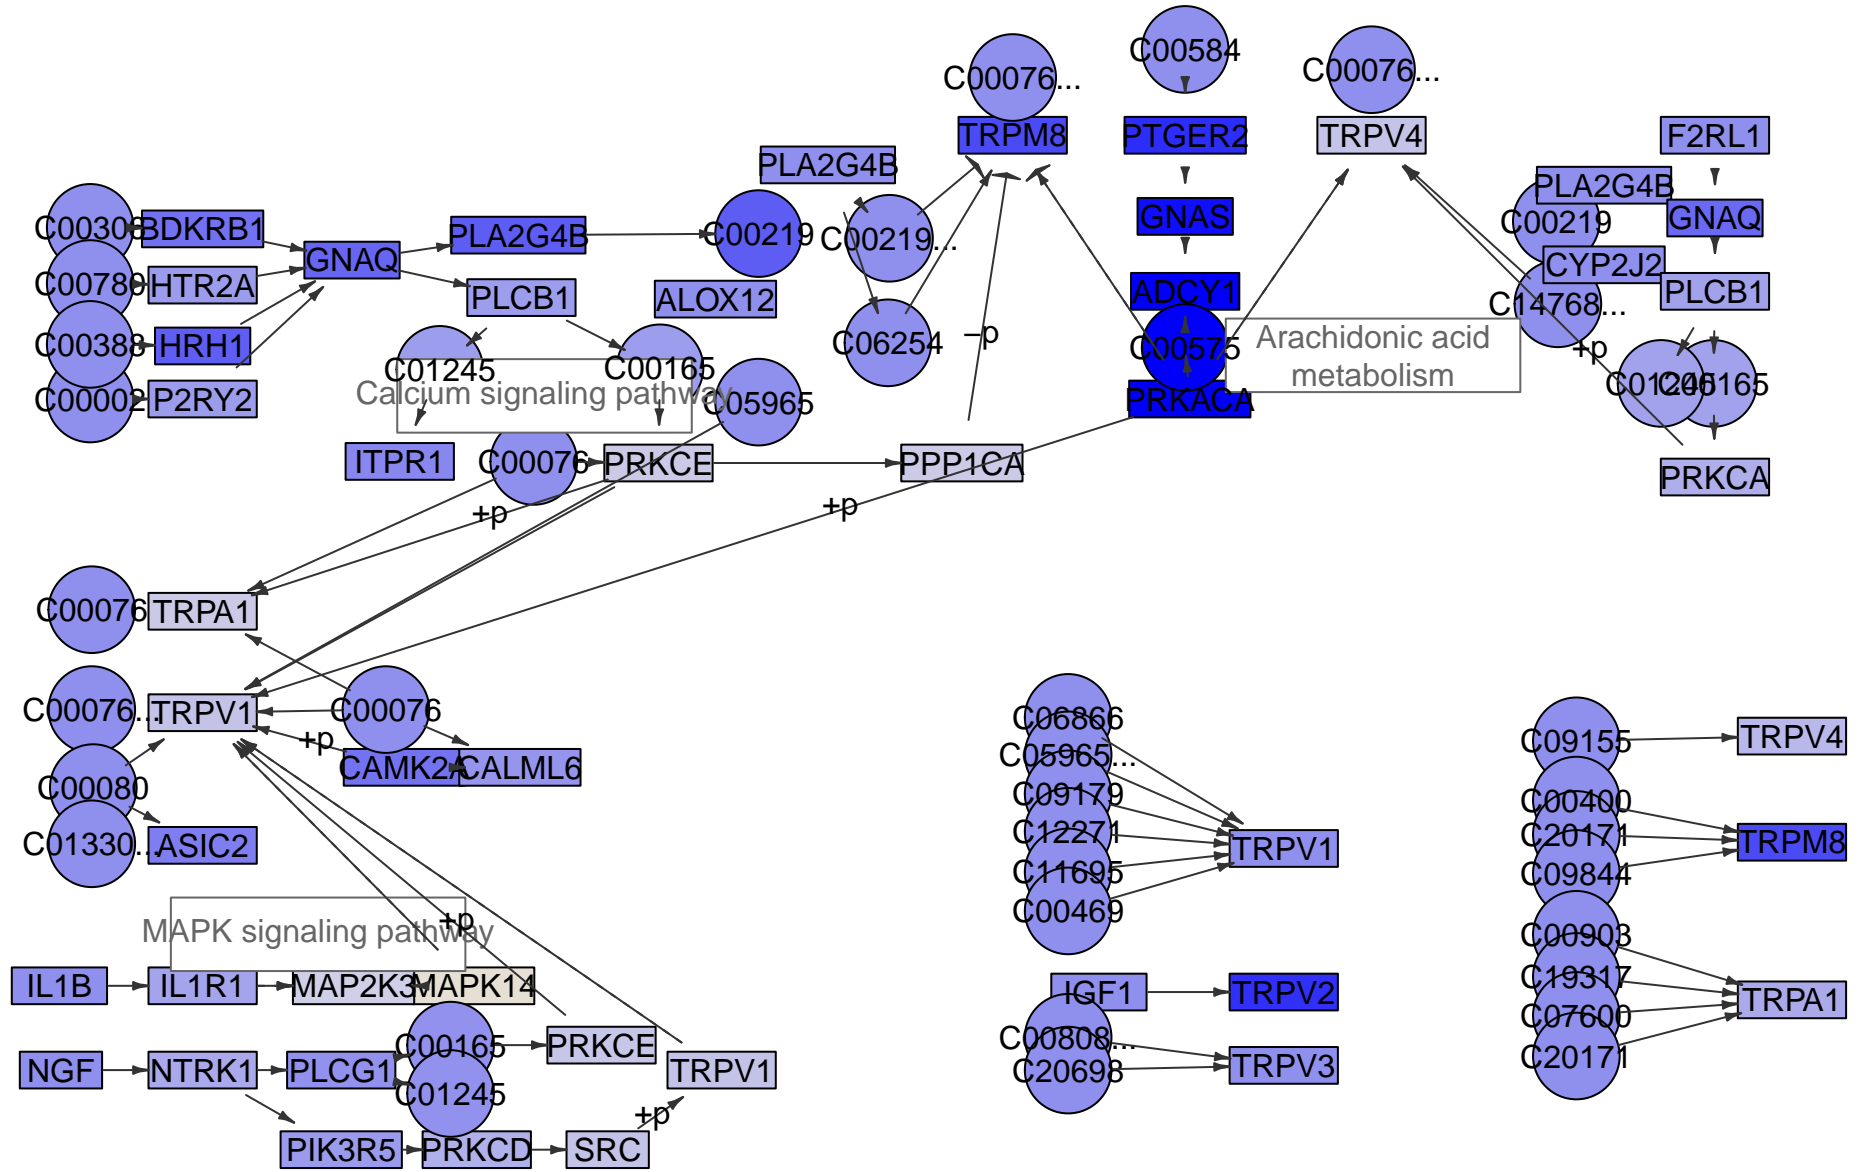 C00584
C00076...
C00076...
TRPM8
PTGER2
TRPV4
F2RL1
PLA2G4B
PLA2G4B
C00219
GNAS
GNAQ
BDKRB1
PLA2G4B
C00219
C00219...
GNAQ
CYP2J2
C00780
HTR2A
PLCB1
ALOX12
ADCY1
C14768...
PLCB1
C00388
HRH1
C06254
–p
C00575
Arachidonic acid
metabolism
+p
C01245
C00165
Calcium signaling pathway
C05965
C00002
P2RY2
PRKACA
C01245
C00165
ITPR1
C00076
PRKCE
PPP1CA
PRKCA
+p
+p
C00076
TRPA1
C00076...
TRPV1
C00076
+p
CAMK2A
CALML6
C00080
C01330...
ASIC2
C06866
C05965...
C09179
C12271
C11695
C00469
TRPV1
C09155
TRPV4
C00400
C20171
C09844
TRPM8
MAPK signaling pathway
+p
IL1B
IL1R1
MAP2K3
MAPK14
IGF1
TRPV2
C00903
C19317
C07600
C20171
TRPA1
C00165
PRKCE
C00808...
C20698
TRPV3
NGF
NTRK1
PLCG1
C01245
TRPV1
+p
PIK3R5
PRKCD
SRC